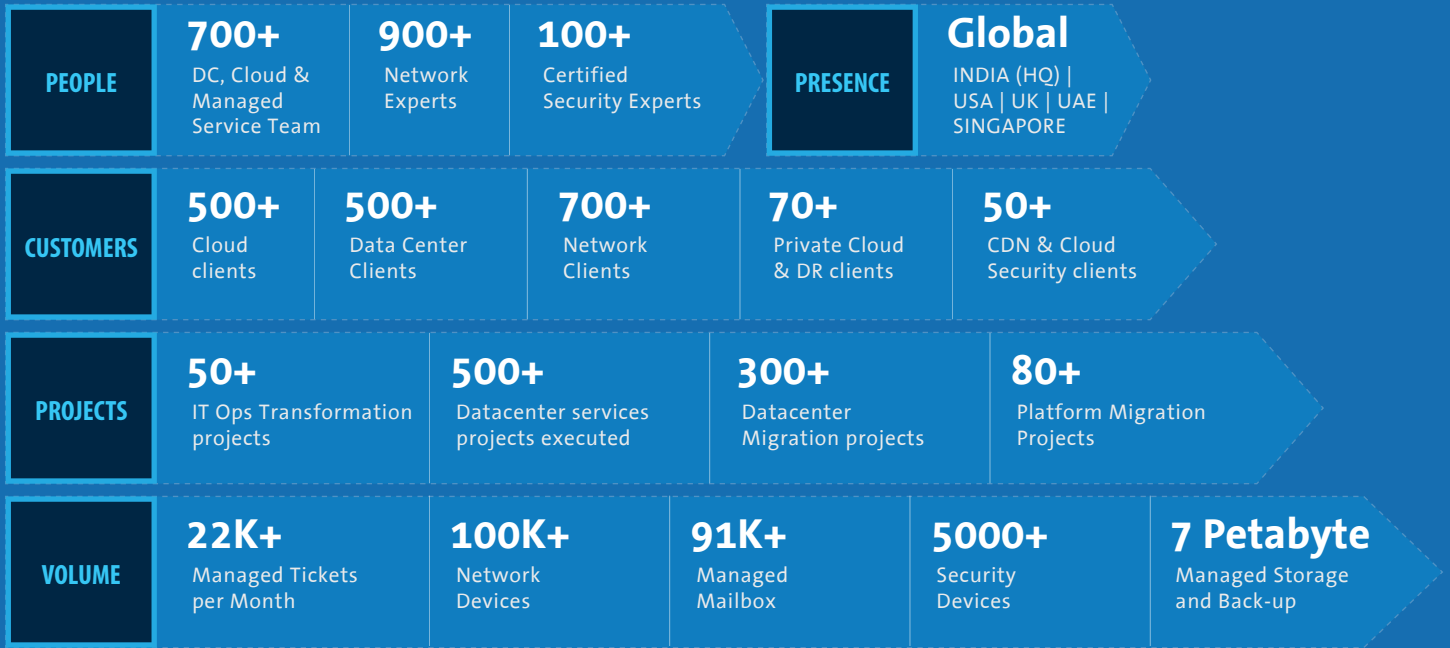 PEOPLE
700+
DC, Cloud &
Managed
Service Team
900+
Network
Experts
100+
Certified
Security Experts
PRESENCE
Global
INDIA (HQ) |
USA | UK | UAE |
SINGAPORE
CUSTOMERS
500+
Cloud
clients
500+
Data Center
Clients
700+
Network
Clients
70+
Private Cloud
& DR clients
50+
CDN & Cloud
Security clients
PROJECTS
50+
IT Ops Transformation
projects
500+
Datacenter services
projects executed
300+
Datacenter
Migration projects
80+
Platform Migration
Projects
VOLUME
22K+
Managed Tickets
per Month
100K+
Network
Devices
91K+
Managed
Mailbox
5000+
Security
Devices
7 Petabyte
Managed Storage
and Back-up